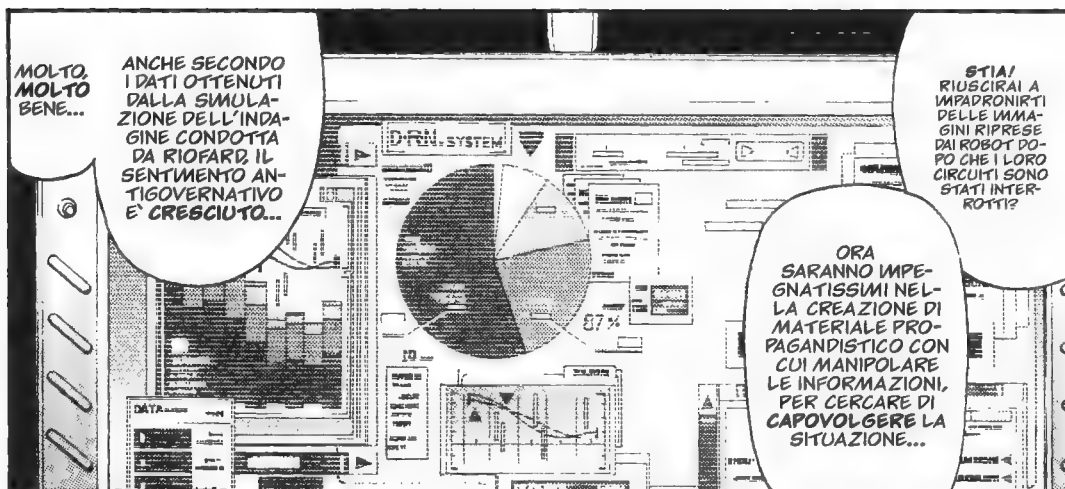 MOLTO,
MOLTO
BENE...
ANCHE SECONDO
I DATI OTTENUTI
DALLA SIMULA-
ZIONE DELL'INDA-
GINE CONDOTTA
DA RIOFARD, IL
SENTIMENTO AN-
TIGOVERNATIVO
E' CRESCIUTO...
STIA!
RIUSCIRAI A
IMPADRONIRTI
DELLE IMMA-
GINI RIPRESE
DAI ROBOT DO-
PO CHE I LORO
CIRCUITI SONO
STATI INTER-
ROTTI?
ORA
SARANNO IMPE-
GNATISSIMI NEL-
LA CREAZIONE DI
MATERIALE PRO-
PAGANDISTICO CON
CUI MANIPOLARE
LE INFORMAZIONI,
PER CERCARE DI
CAPOVOLGERE LA
SITUAZIONE...
D-RN. SYSTEM
87%
DATA